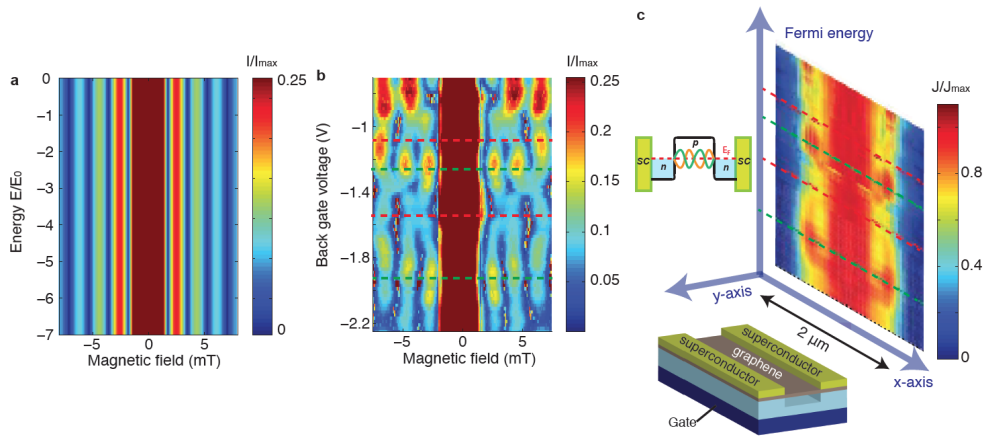 a
I/Imax
0.25
0
Energy E/E₀
0
−1
−2
−3
−4
−5
−6
−7
−5
0
5
Magnetic field (mT)
b
I/Imax
0.25
0.2
0.15
0.1
0.05
Back gate voltage (V)
−1
−1.4
−1.8
−2.2
−5
0
5
Magnetic field (mT)
c
Fermi energy
J/Jmax
0.8
0.4
0
SC
n
p
EF
n
SC
y-axis
2 µm
x-axis
superconductor
graphene
superconductor
Gate